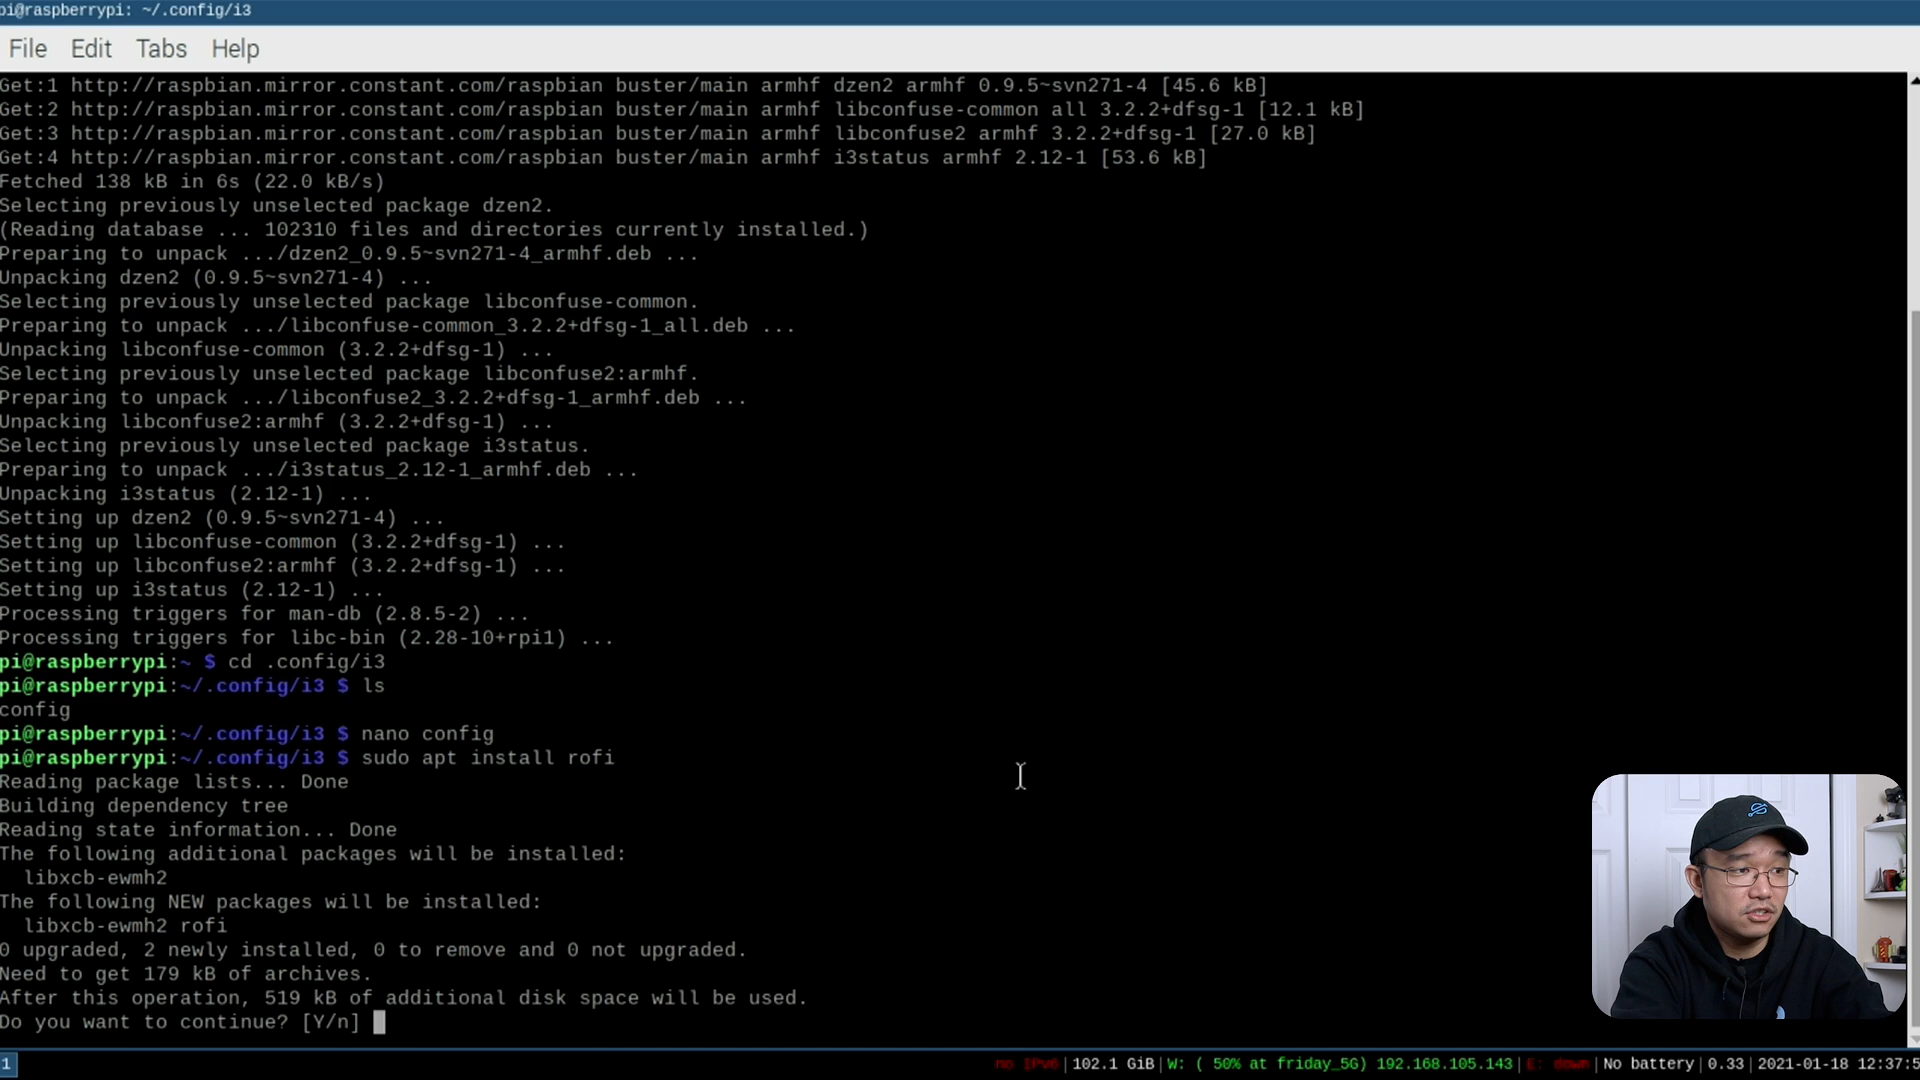 pi@raspberrypi: ~/.config/i3
File Edit Tabs Help
Get:1 http://raspbian.mirror.constant.com/raspbian buster/main armhf dzen2 armhf 0.9.5~svn271-4 [45.6 kB]
Get:2 http://raspbian.mirror.constant.com/raspbian buster/main armhf libconfuse-common all 3.2.2+dfsg-1 [12.1 kB]
Get:3 http://raspbian.mirror.constant.com/raspbian buster/main armhf libconfuse2 armhf 3.2.2+dfsg-1 [27.0 kB]
Get:4 http://raspbian.mirror.constant.com/raspbian buster/main armhf i3status armhf 2.12-1 [53.6 kB]
Fetched 138 kB in 6s (22.0 kB/s)
Selecting previously unselected package dzen2.
(Reading database ... 102310 files and directories currently installed.)
Preparing to unpack .../dzen2_0.9.5~svn271-4_armhf.deb ...
Unpacking dzen2 (0.9.5~svn271-4) ...
Selecting previously unselected package libconfuse-common.
Preparing to unpack .../libconfuse-common_3.2.2+dfsg-1_all.deb ...
Unpacking libconfuse-common (3.2.2+dfsg-1) ...
Selecting previously unselected package libconfuse2:armhf.
Preparing to unpack .../libconfuse2_3.2.2+dfsg-1_armhf.deb ...
Unpacking libconfuse2:armhf (3.2.2+dfsg-1) ...
Selecting previously unselected package i3status.
Preparing to unpack .../i3status_2.12-1_armhf.deb ...
Unpacking i3status (2.12-1) ...
Setting up dzen2 (0.9.5~svn271-4) ...
Setting up libconfuse-common (3.2.2+dfsg-1) ...
Setting up libconfuse2:armhf (3.2.2+dfsg-1) ...
Setting up i3status (2.12-1) ...
Processing triggers for man-db (2.8.5-2) ...
Processing triggers for libc-bin (2.28-10+rpi1) ...
pi@raspberrypi:~ $ cd .config/i3
pi@raspberrypi:~/.config/i3 $ ls
config
pi@raspberrypi:~/.config/i3 $ nano config
pi@raspberrypi:~/.config/i3 $ sudo apt install rofi
Reading package lists... Done
Building dependency tree
Reading state information... Done
The following additional packages will be installed:
libxcb-ewmh2
The following NEW packages will be installed:
libxcb-ewmh2 rofi
0 upgraded, 2 newly installed, 0 to remove and 0 not upgraded.
Need to get 179 kB of archives.
After this operation, 519 kB of additional disk space will be used.
Do you want to continue? [Y/n]
1 no IPv6|102.1 GiB|W: ( 50% at friday_5G) 192.168.105.143|E: down|No battery|0.33|2021-01-18 12:37:5